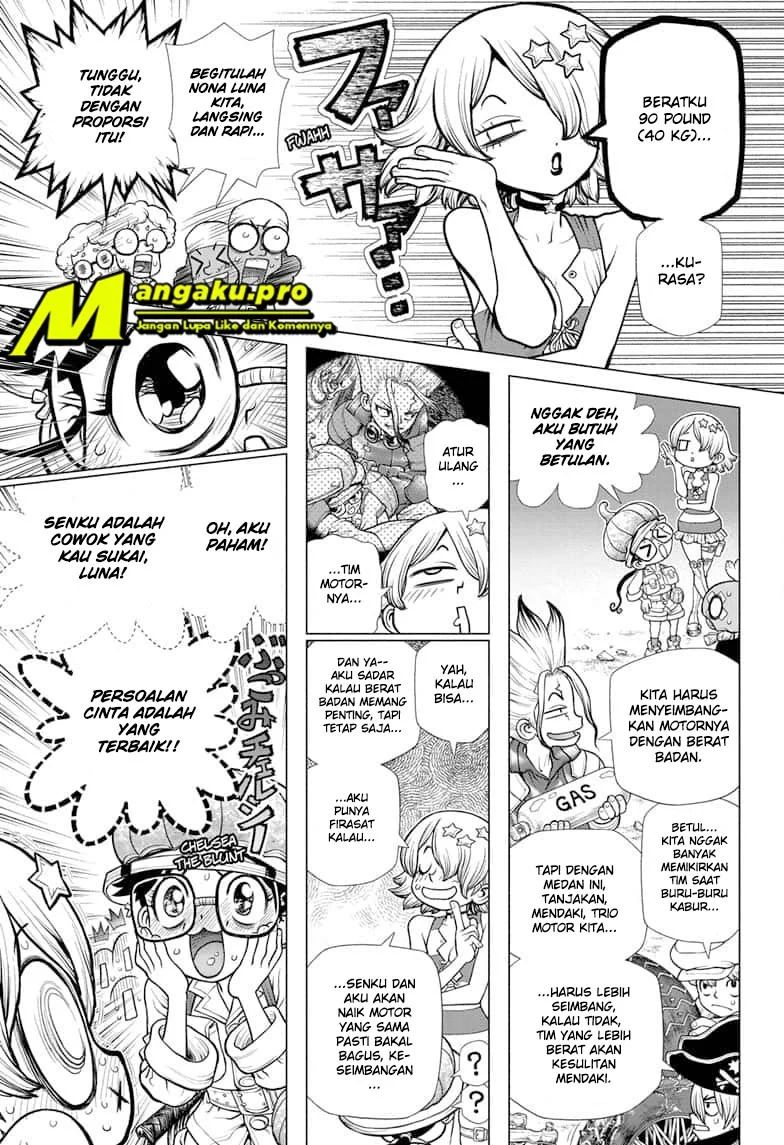 BERATKU
90 POUND
(40 KG)...
...KU-
RASA?
フィ
ファサァ...
FWAHH
BEGITULAH
NONA LUNA
KITA,
LANGSING
DAN RAPI...
TUNGGU,
TIDAK
DENGAN
PROPORSI
ITU!
Mangaku.pro
Jangan Lupa Like dan Komennya
NGGAK DEH,
AKU BUTUH
YANG
BETULAN.
KITA HARUS
MENYEIMBANG-
KAN MOTORNYA
DENGAN BERAT
BADAN.
GAS
BETUL...
KITA NGGAK
BANYAK
MEMIKIRKAN
TIM SAAT
BURU-BURU
KABUR...
TAPI DENGAN
MEDAN INI,
TANJAKAN,
MENDAKI, TRIO
MOTOR KITA...
...HARUS LEBIH
SEIMBANG,
KALAU TIDAK,
TIM YANG LEBIH
BERAT AKAN
KESULITAN
MENDAKI.
ATUR
ULANG
...
...TIM
MOTOR-
NYA...
YAH,
KALAU
BISA...
DAN YA--
AKU SADAR
KALAU BERAT
BADAN MEMANG
PENTING, TAPI
TETAP SAJA...
...AKU
PUNYA
FIRASAT
KALAU...
...SENKU DAN
AKU AKAN
NAIK MOTOR
YANG SAMA
PASTI BAKAL
BAGUS, KE-
SEIMBANGAN
...
?
?
OH, AKU
PAHAM!
SENKU ADALAH
COWOK YANG
KAU SUKAI,
LUNA!
PERSOALAN
CINTA ADALAH
YANG
TERBAIK!!
CHELSEA
THE BLUNT